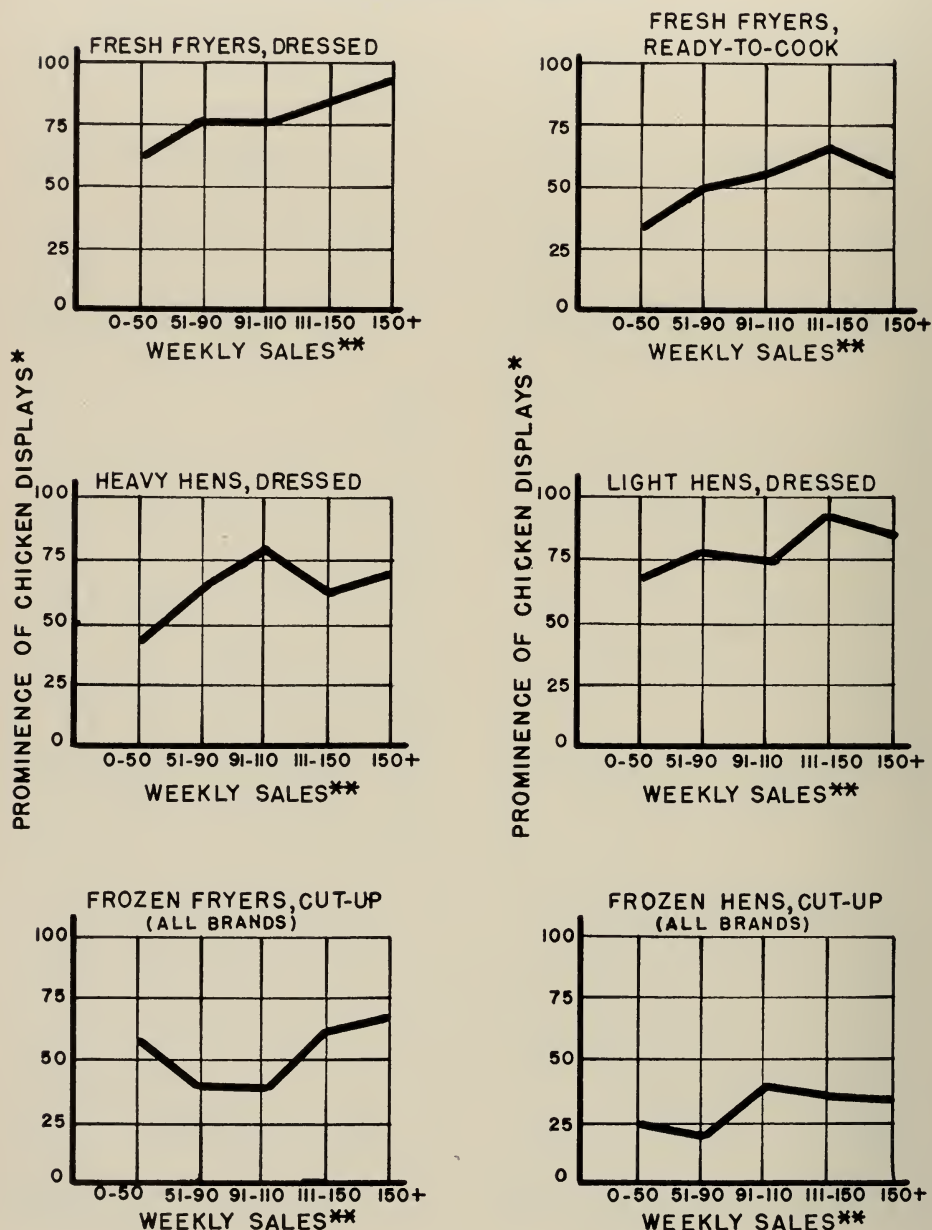 FRESH FRYERS, DRESSED
100
75
50
25
0
0-50 51-90 91-110 111-150 150+
WEEKLY SALES**
FRESH FRYERS,
READY-TO-COOK
100
75
50
25
0
0-50 51-90 91-110 111-150 150+
WEEKLY SALES**
PROMINENCE OF CHICKEN DISPLAYS*
HEAVY HENS, DRESSED
100
75
50
25
0
0-50 51-90 91-110 111-150 150+
WEEKLY SALES**
PROMINENCE OF CHICKEN DISPLAYS*
LIGHT HENS, DRESSED
100
75
50
25
0
0-50 51-90 91-110 111-150 150+
WEEKLY SALES**
FROZEN FRYERS, CUT-UP
(ALL BRANDS)
100
75
50
25
0
0-50 51-90 91-110 111-150 150+
WEEKLY SALES**
FROZEN HENS, CUT-UP
(ALL BRANDS)
100
75
50
25
0
0-50 51-90 91-110 111-150 150+
WEEKLY SALES**